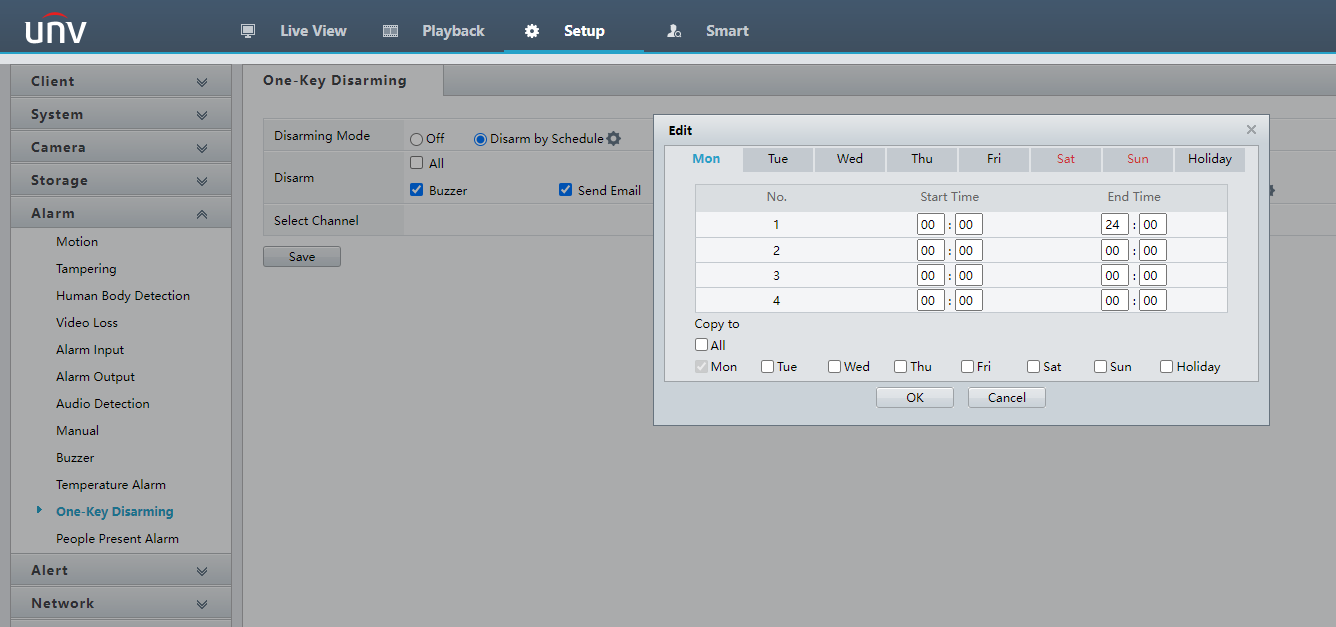 unv
Live View
Playback
Setup
Smart
Client
System
Camera
Storage
Alarm
Motion
Tampering
Human Body Detection
Video Loss
Alarm Input
Alarm Output
Audio Detection
Manual
Buzzer
Temperature Alarm
One-Key Disarming
People Present Alarm
Alert
Network
One-Key Disarming
Disarming Mode
Off
Disarm by Schedule
Disarm
All
Buzzer
Send Email
Select Channel
Save
Edit
Mon Tue Wed Thu Fri Sat Sun Holiday
No. Start Time End Time
1 00 : 00 24 : 00
2 00 : 00 00 : 00
3 00 : 00 00 : 00
4 00 : 00 00 : 00
Copy to
All
Mon Tue Wed Thu Fri Sat Sun Holiday
OK Cancel